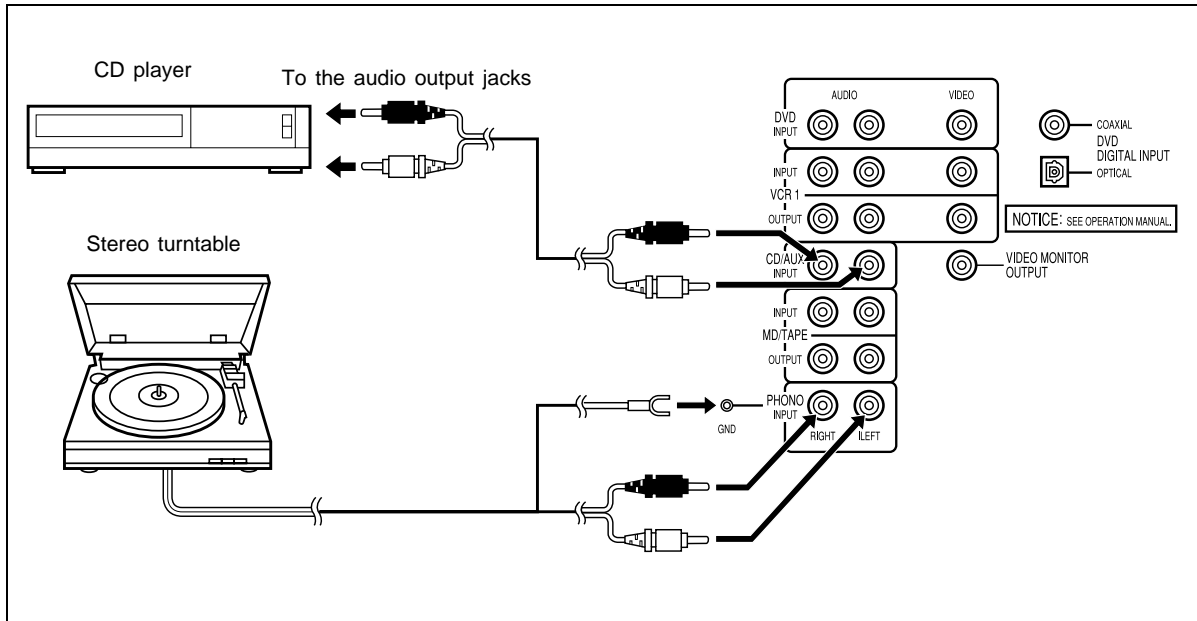 CD player
To the audio output jacks
Stereo turntable
AUDIO
VIDEO
DVD
INPUT
COAXIAL
DVD
DIGITAL INPUT
OPTICAL
INPUT
VCR 1
OUTPUT
NOTICE: SEE OPERATION MANUAL.
CD/AUX
INPUT
VIDEO MONITOR
OUTPUT
INPUT
MD/TAPE
OUTPUT
PHONO
INPUT
GND
RIGHT
LEFT